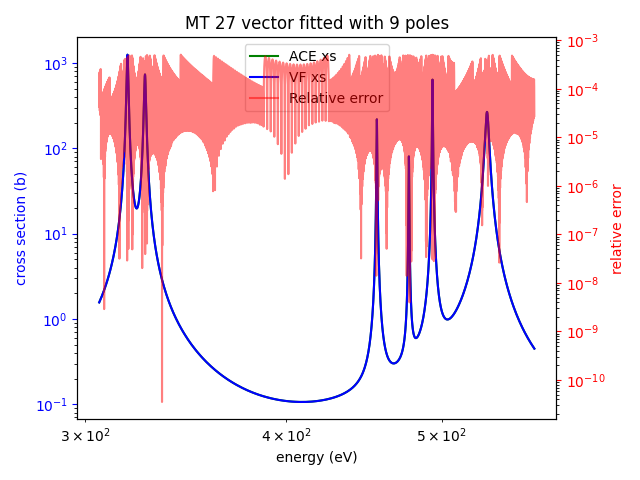 MT 27 vector fitted with 9 poles
ACE xs
VF xs
Relative error
cross section (b)
10³
10²
10¹
10⁰
10⁻¹
10⁻³
10⁻⁴
10⁻⁵
10⁻⁶
10⁻⁷
10⁻⁸
10⁻⁹
10⁻¹⁰
relative error
3 × 10² 4 × 10² 5 × 10²
energy (eV)